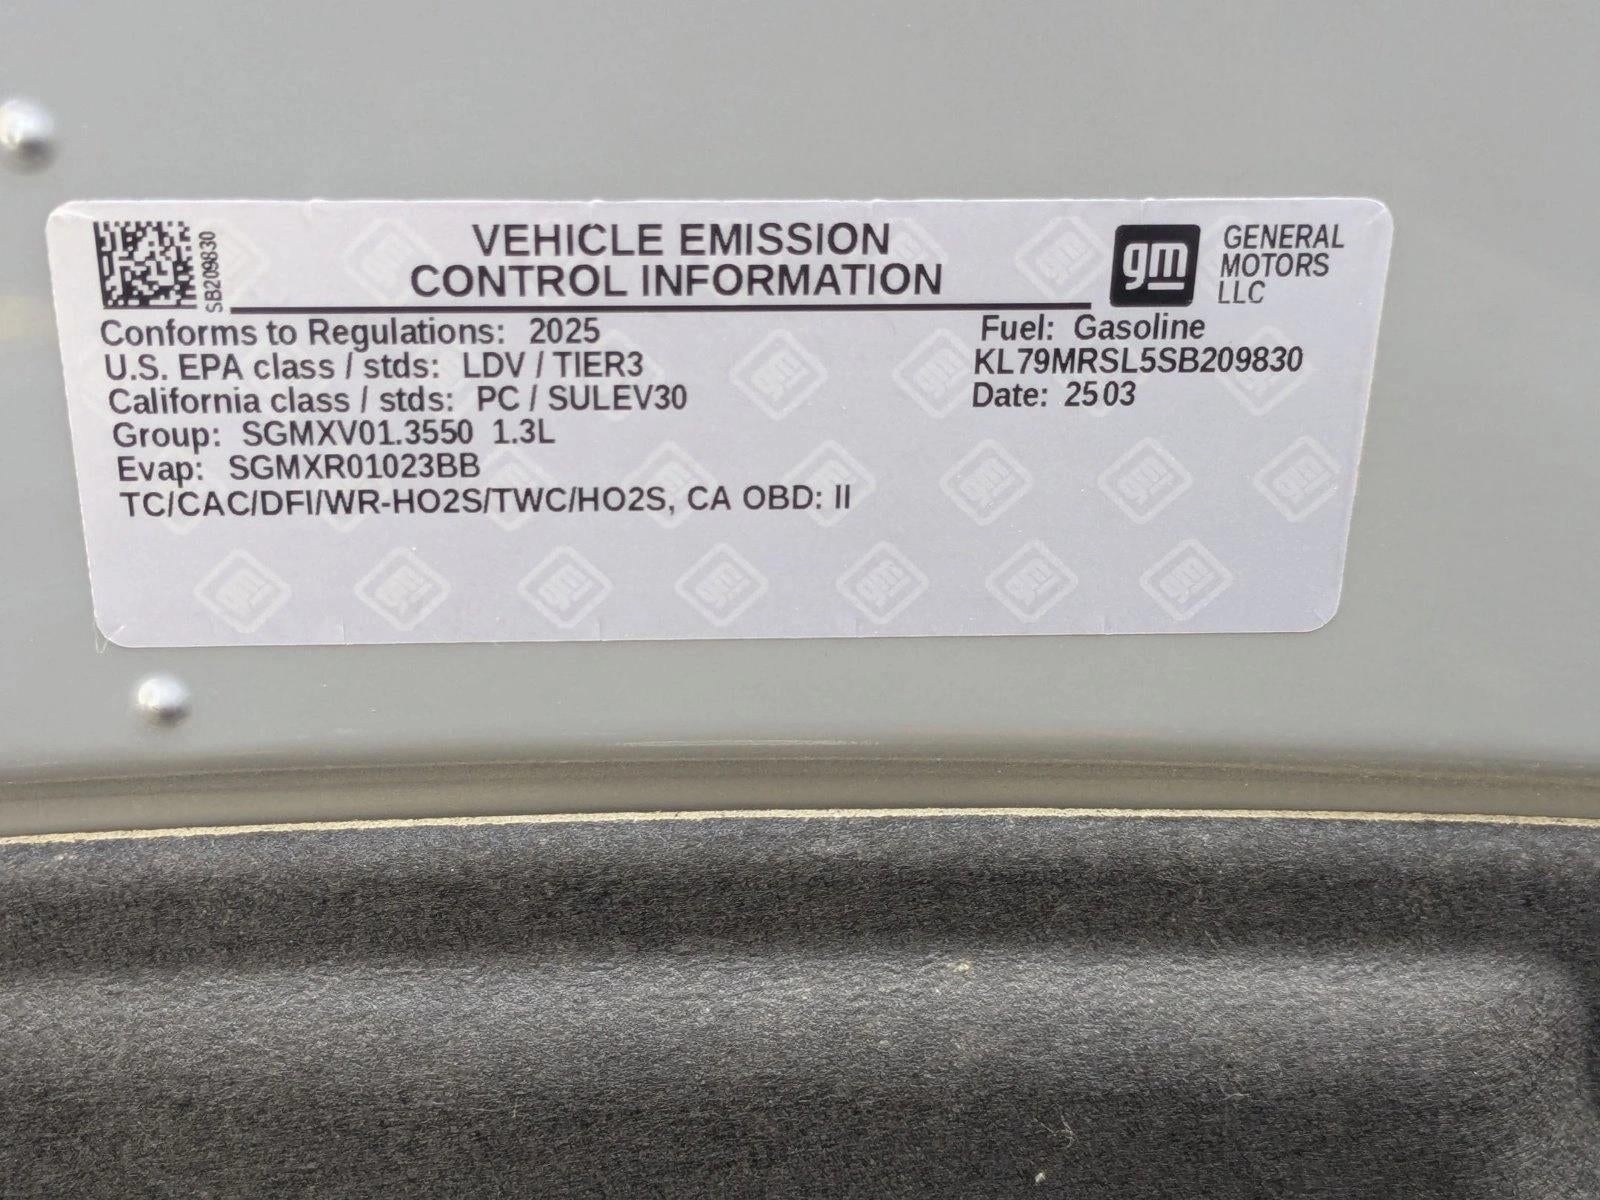 SB209830
VEHICLE EMISSION
CONTROL INFORMATION
gm
GENERAL
MOTORS
LLC
Conforms to Regulations: 2025
U.S. EPA class / stds: LDV / TIER3
California class / stds: PC / SULEV30
Group: SGMXV01.3550 1.3L
Evap: SGMXR01023BB
TC/CAC/DFI/WR-HO2S/TWC/HO2S, CA OBD: II
Fuel: Gasoline
KL79MRSL5SB209830
Date: 2503